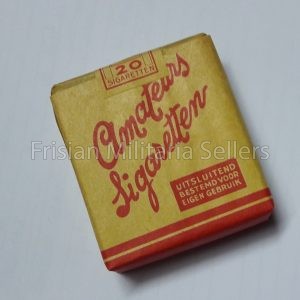 20
SIGARETTEN
Amateurs
Sigaretten
Frisian Militaria Sellers
UITSLUITEND
BESTEMD VOOR
EIGEN GEBRUIK